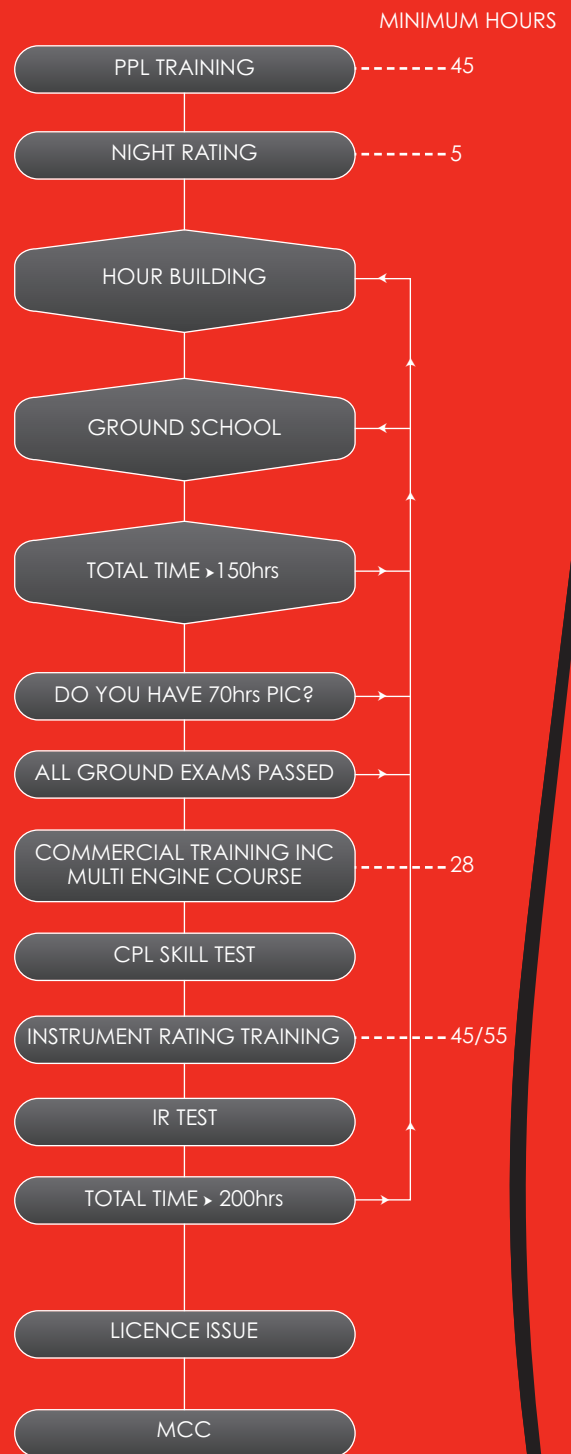 MINIMUM HOURS
PPL TRAINING 45
NIGHT RATING 5
HOUR BUILDING
GROUND SCHOOL
TOTAL TIME ➤150hrs
DO YOU HAVE 70hrs PIC?
ALL GROUND EXAMS PASSED
COMMERCIAL TRAINING INC
MULTI ENGINE COURSE 28
CPL SKILL TEST
INSTRUMENT RATING TRAINING 45/55
IR TEST
TOTAL TIME ➤ 200hrs
LICENCE ISSUE
MCC